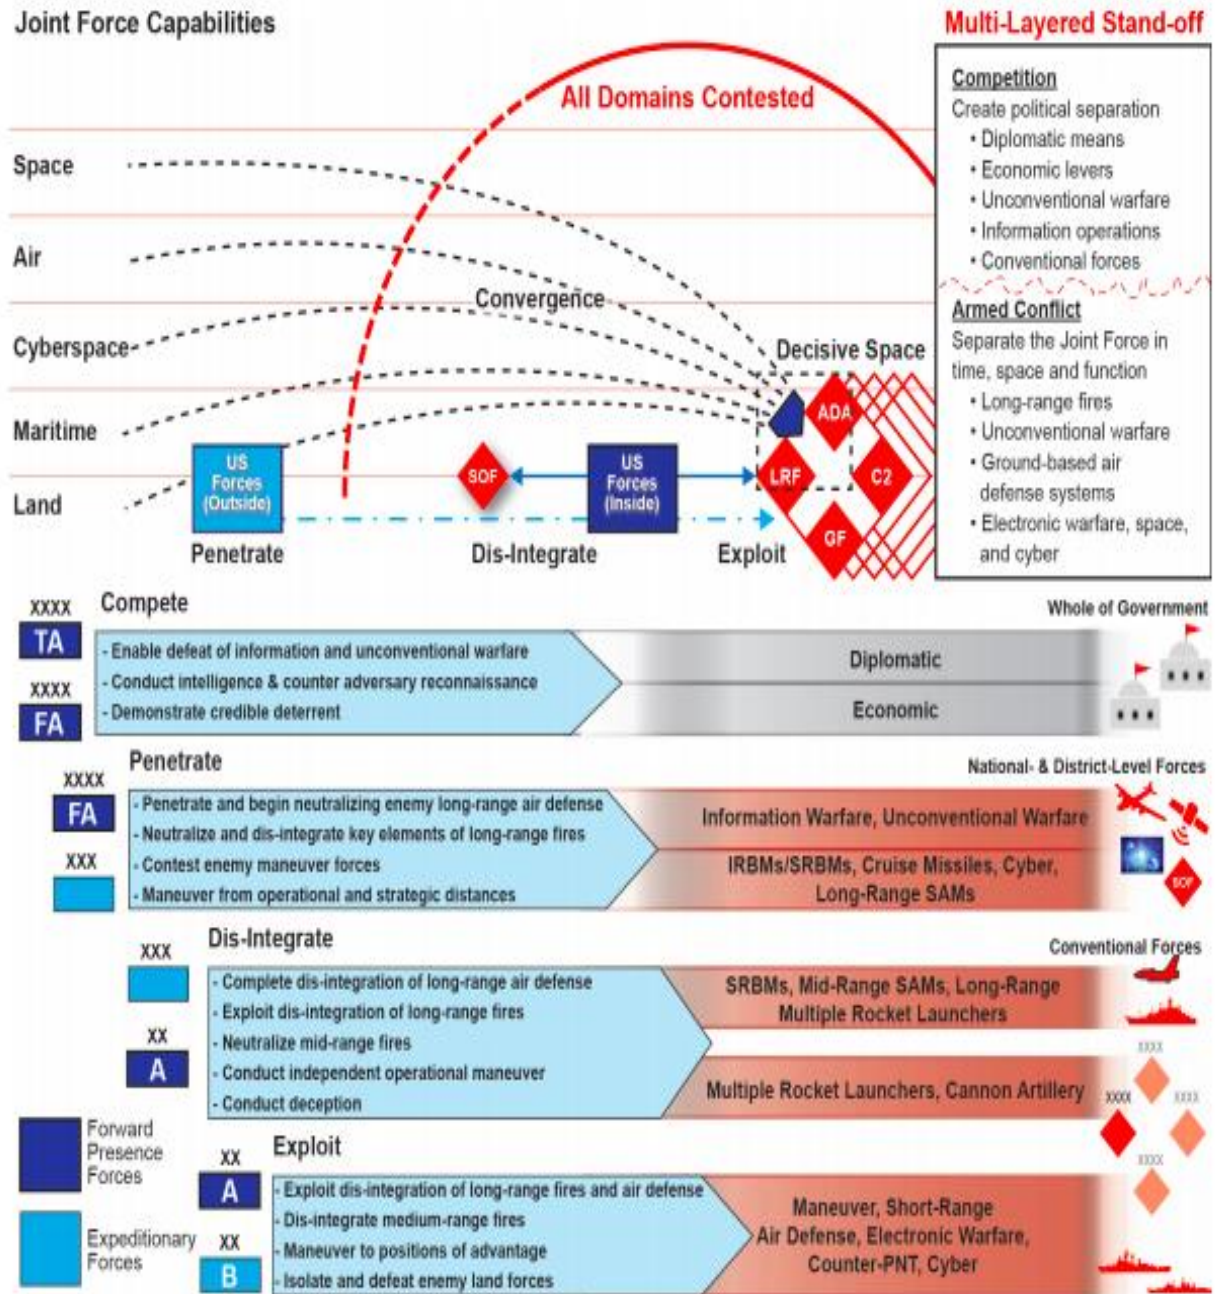 Joint Force Capabilities
Multi-Layered Stand-off
All Domains Contested
Space
Air
Cyberspace
Maritime
Land
Convergence
Decisive Space
US
Forces
(Outside)
SOF
US
Forces
(Inside)
ADA
LRF
C2
GF
Penetrate
Dis-Integrate
Exploit
Competition
Create political separation
• Diplomatic means
• Economic levers
• Unconventional warfare
• Information operations
• Conventional forces
Armed Conflict
Separate the Joint Force in
time, space and function
• Long-range fires
• Unconventional warfare
• Ground-based air
defense systems
• Electronic warfare, space,
and cyber
XXXX
TA
XXXX
FA
Compete
- Enable defeat of information and unconventional warfare
- Conduct intelligence & counter adversary reconnaissance
- Demonstrate credible deterrent
Whole of Government
Diplomatic
Economic
XXXX
FA
XXX
Penetrate
- Penetrate and begin neutralizing enemy long-range air defense
- Neutralize and dis-integrate key elements of long-range fires
- Contest enemy maneuver forces
- Maneuver from operational and strategic distances
National- & District-Level Forces
Information Warfare, Unconventional Warfare
IRBMs/SRBMs, Cruise Missiles, Cyber,
Long-Range SAMs
SOF
XXX
XX
A
Dis-Integrate
- Complete dis-integration of long-range air defense
- Exploit dis-integration of long-range fires
- Neutralize mid-range fires
- Conduct independent operational maneuver
- Conduct deception
Conventional Forces
SRBMs, Mid-Range SAMs, Long-Range
Multiple Rocket Launchers
Multiple Rocket Launchers, Cannon Artillery
XXXX
XXXX
XXXX
XXXX
Forward
Presence
Forces
Expeditionary
Forces
XX
A
XX
B
Exploit
- Exploit dis-integration of long-range fires and air defense
- Dis-integrate medium-range fires
- Maneuver to positions of advantage
- Isolate and defeat enemy land forces
Maneuver, Short-Range
Air Defense, Electronic Warfare,
Counter-PNT, Cyber